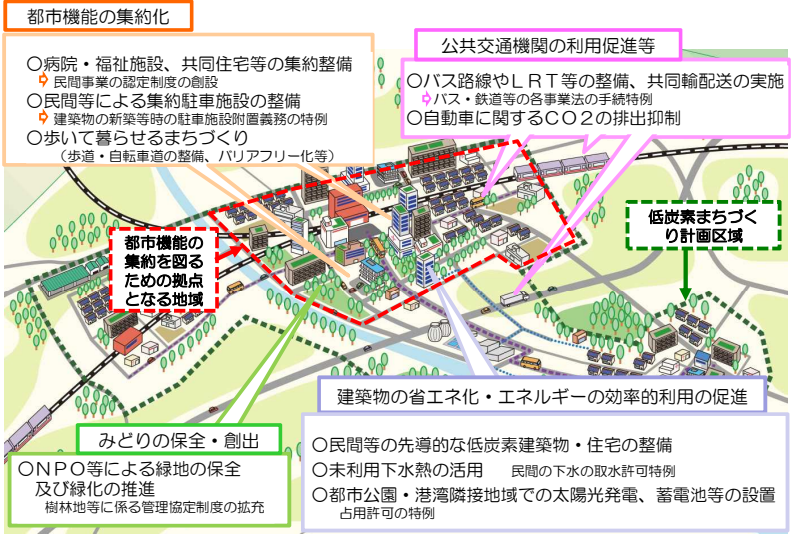 都市機能の集約化
○病院・福祉施設、共同住宅等の集約整備
民間事業の認定制度の創設
○民間等による集約駐車施設の整備
建築物の新築等時の駐車施設附置義務の特例
○歩いて暮らせるまちづくり
（歩道・自転車道の整備、バリアフリー化等）
公共交通機関の利用促進等
○バス路線やＬＲＴ等の整備、共同輸配送の実施
バス・鉄道等の各事業法の手続特例
○自動車に関するＣＯ２の排出抑制
都市機能の
集約を図る
ための拠点
となる地域
低炭素まちづく
り計画区域
みどりの保全・創出
○ＮＰＯ等による緑地の保全
及び緑化の推進
樹林地等に係る管理協定制度の拡充
建築物の省エネ化・エネルギーの効率的利用の促進
○民間等の先導的な低炭素建築物・住宅の整備
○未利用下水熱の活用　民間の下水の取水許可特例
○都市公園・港湾隣接地域での太陽光発電、蓄電池等の設置
占用許可の特例